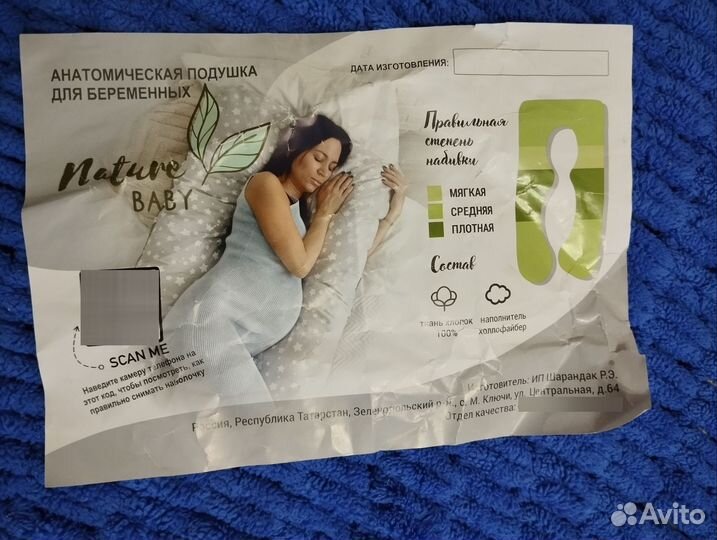 АНАТОМИЧЕСКАЯ ПОДУШКА
ДЛЯ БЕРЕМЕННЫХ
ДАТА ИЗГОТОВЛЕНИЯ:
Nature
BABY
Правильная
степень
набивки
МЯГКАЯ
СРЕДНЯЯ
ПЛОТНАЯ
Состав
ткань хлопок
100%
наполнитель
холлофайбер
SCAN ME
Наведите камеру телефона на
этот код, чтобы посмотреть, как
правильно снимать наволочку
Изготовитель: ИП Шарандак Р.Э.
Россия, Республика Татарстан, Зеленодольский р-н., с. М. Ключи, ул. Центральная, д.64
Отдел качества:
Avito